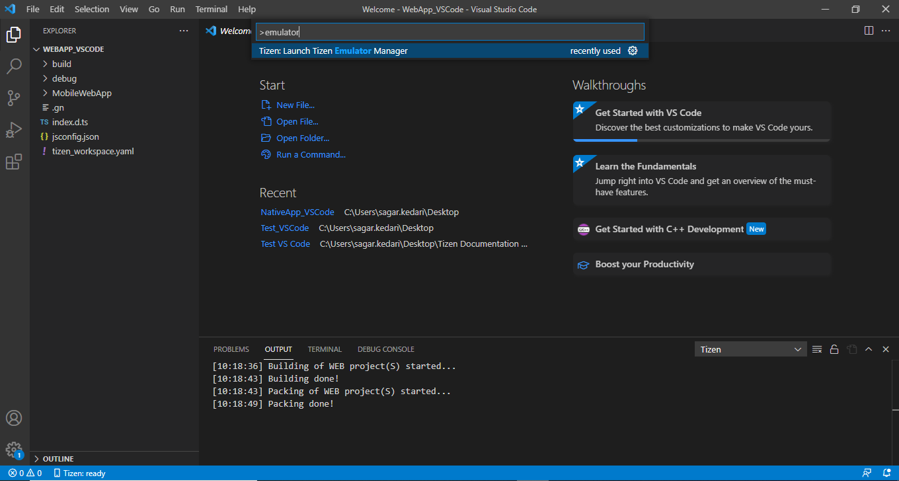 File Edit Selection View Go Run Terminal Help Welcome - WebApp_VSCode - Visual Studio Code
EXPLORER
WEBAPP_VSCODE
build
debug
MobileWebApp
.gn
TS index.d.ts
{} jsconfig.json
! tizen_workspace.yaml
OUTLINE
Welcom
>emulator
Tizen: Launch Tizen Emulator Manager recently used
Start
New File...
Open File...
Open Folder...
Run a Command...
Recent
NativeApp_VSCode C:\Users\sagar.kedari\Desktop
Test_VSCode C:\Users\sagar.kedari\Desktop
Test VS Code C:\Users\sagar.kedari\Desktop\Tizen Documentation ...
Walkthroughs
Get Started with VS Code
Discover the best customizations to make VS Code yours.
Learn the Fundamentals
Jump right into VS Code and get an overview of the must-
have features.
Get Started with C++ Development New
Boost your Productivity
PROBLEMS OUTPUT TERMINAL DEBUG CONSOLE Tizen
[10:18:36] Building of WEB project(S) started...
[10:18:43] Building done!
[10:18:43] Packing of WEB project(S) started...
[10:18:49] Packing done!
1
0 0 Tizen: ready